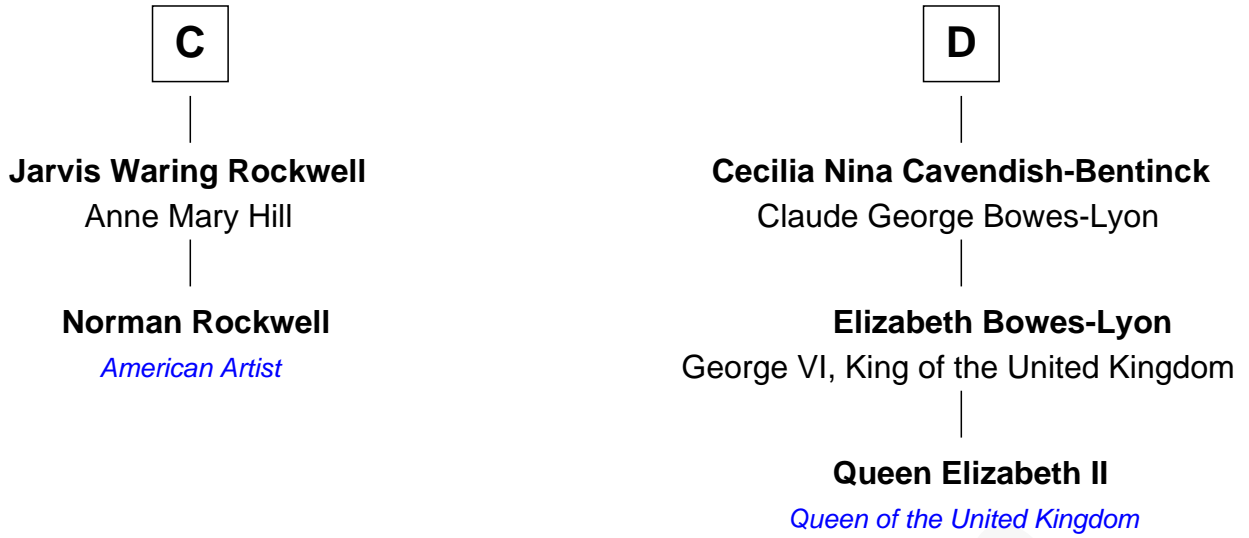 C
Jarvis Waring Rockwell
Anne Mary Hill
Norman Rockwell
American Artist
D
Cecilia Nina Cavendish-Bentinck
Claude George Bowes-Lyon
Elizabeth Bowes-Lyon
George VI, King of the United Kingdom
Queen Elizabeth II
Queen of the United Kingdom